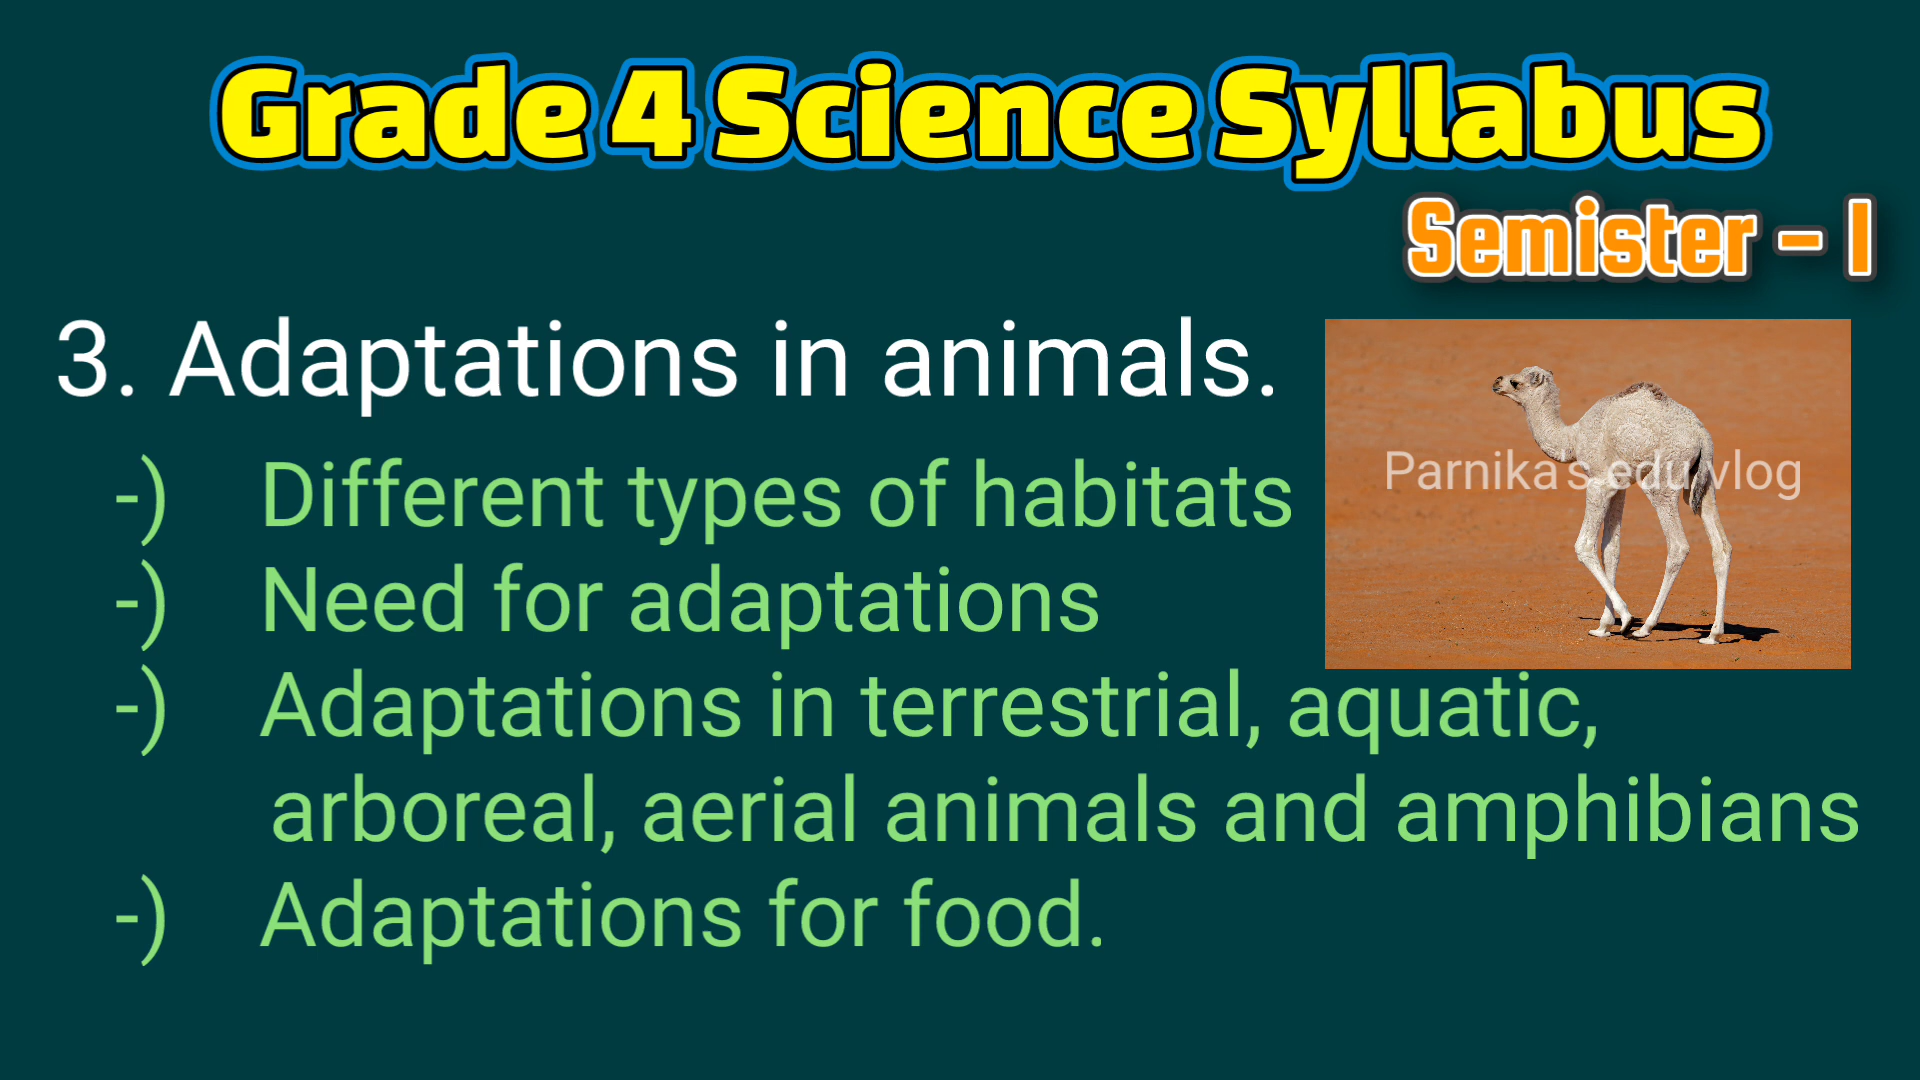 Grade 4 Science Syllabus
Semister – I
3. Adaptations in animals.
Parnika's edu vlog
-) Different types of habitats
-) Need for adaptations
-) Adaptations in terrestrial, aquatic,
arboreal, aerial animals and amphibians
-) Adaptations for food.